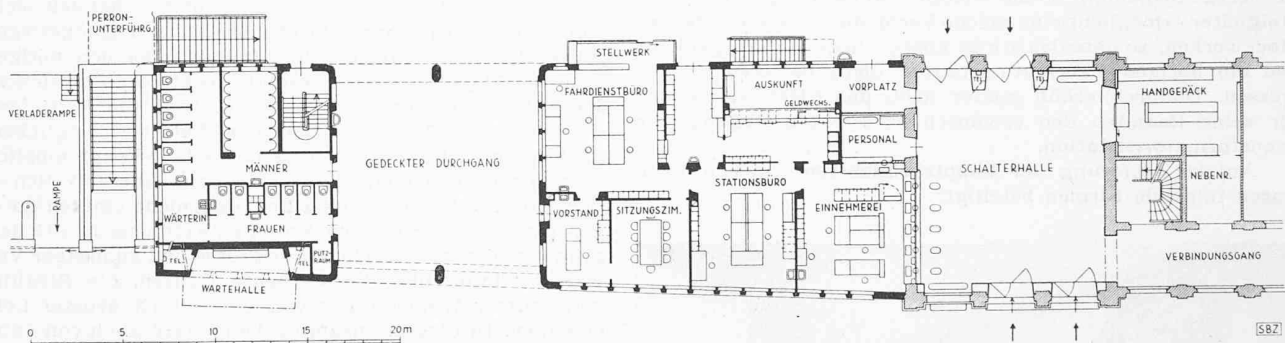 PERRON-
UNTERFÜHRG.
VERLADERAMPE
RAMPE
MÄNNER
WÄRTERIN
FRAUEN
TEL.
TEL.
PUTZ-
RAUM
WARTEHALLE
GEDECKTER DURCHGANG
STELLWERK
FAHRDIENSTBÜRO
VORSTAND
SITZUNGSZIM.
STATIONSBÜRO
AUSKUNFT
GELDWECHS.
VORPLATZ
PERSONAL
EINNEHMEREI
SCHALTERHALLE
HANDGEPÄCK
NEBENR.
VERBINDUNGSGANG
0 5 10 15 20 m
SBZ